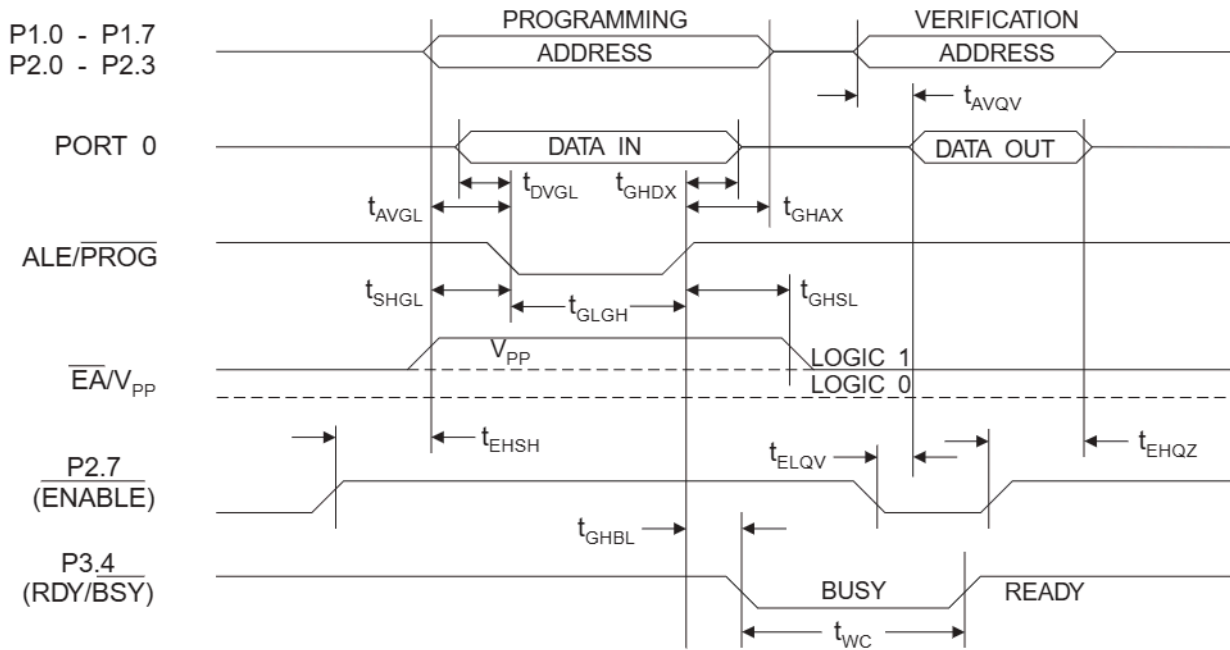 PROGRAMMING VERIFICATION
P1.0 - P1.7
P2.0 - P2.3
ADDRESS ADDRESS
tAVQV
PORT 0 DATA IN DATA OUT
tDVGL tGHDX
tAVGL tGHAX
ALE/PROG
tSHGL tGLGH tGHSL
VPP LOGIC 1
EA/VPP LOGIC 0
tEHSH tELQV tEHQZ
P2.7
(ENABLE)
tGHBL
P3.4
(RDY/BSY) BUSY READY
tWC